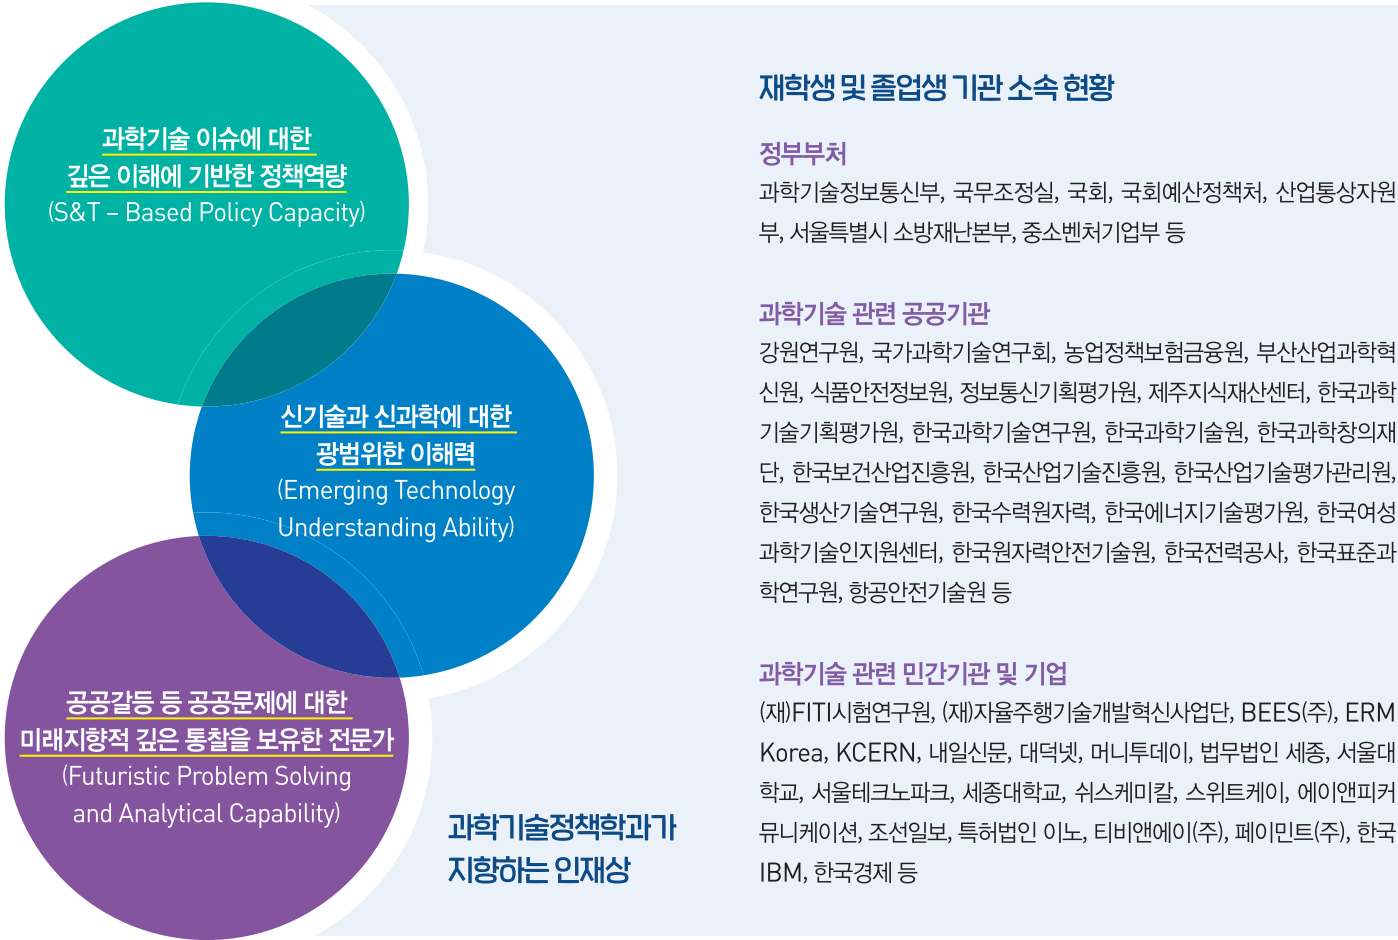 과학기술 이슈에 대한
깊은 이해에 기반한 정책역량
(S&T – Based Policy Capacity)
신기술과 신과학에 대한
광범위한 이해력
(Emerging Technology
Understanding Ability)
공공갈등 등 공공문제에 대한
미래지향적 깊은 통찰을 보유한 전문가
(Futuristic Problem Solving
and Analytical Capability)
과학기술정책학과가
지향하는 인재상
재학생 및 졸업생 기관 소속 현황
정부부처
과학기술정보통신부, 국무조정실, 국회, 국회예산정책처, 산업통상자원
부, 서울특별시 소방재난본부, 중소벤처기업부 등
과학기술 관련 공공기관
강원연구원, 국가과학기술연구회, 농업정책보험금융원, 부산산업과학혁
신원, 식품안전정보원, 정보통신기획평가원, 제주지식재산센터, 한국과학
기술기획평가원, 한국과학기술연구원, 한국과학기술원, 한국과학창의재
단, 한국보건산업진흥원, 한국산업기술진흥원, 한국산업기술평가관리원,
한국생산기술연구원, 한국수력원자력, 한국에너지기술평가원, 한국여성
과학기술인지원센터, 한국원자력안전기술원, 한국전력공사, 한국표준과
학연구원, 항공안전기술원 등
과학기술 관련 민간기관 및 기업
(재)FITI시험연구원, (재)자율주행기술개발혁신사업단, BEES(주), ERM
Korea, KCERN, 내일신문, 대덕넷, 머니투데이, 법무법인 세종, 서울대
학교, 서울테크노파크, 세종대학교, 쉬스케미칼, 스위트케이, 에이앤피커
뮤니케이션, 조선일보, 특허법인 이노, 티비앤에이(주), 페이민트(주), 한국
IBM, 한국경제 등